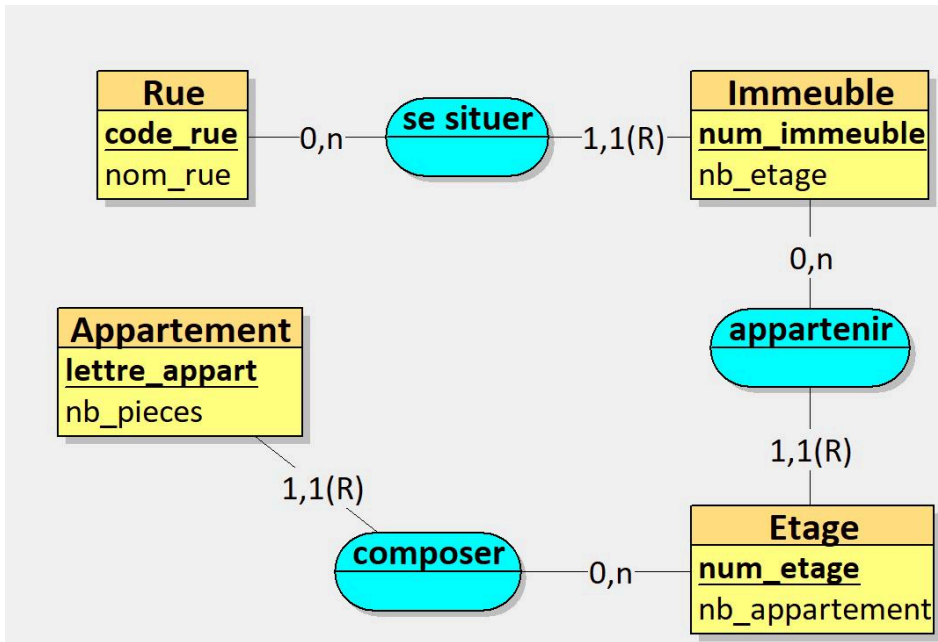 Rue
code_rue
nom_rue
0,n
se situer
1,1(R)
Immeuble
num_immeuble
nb_etage
0,n
appartenir
1,1(R)
Appartement
lettre_appart
nb_pieces
1,1(R)
composer
0,n
Etage
num_etage
nb_appartement